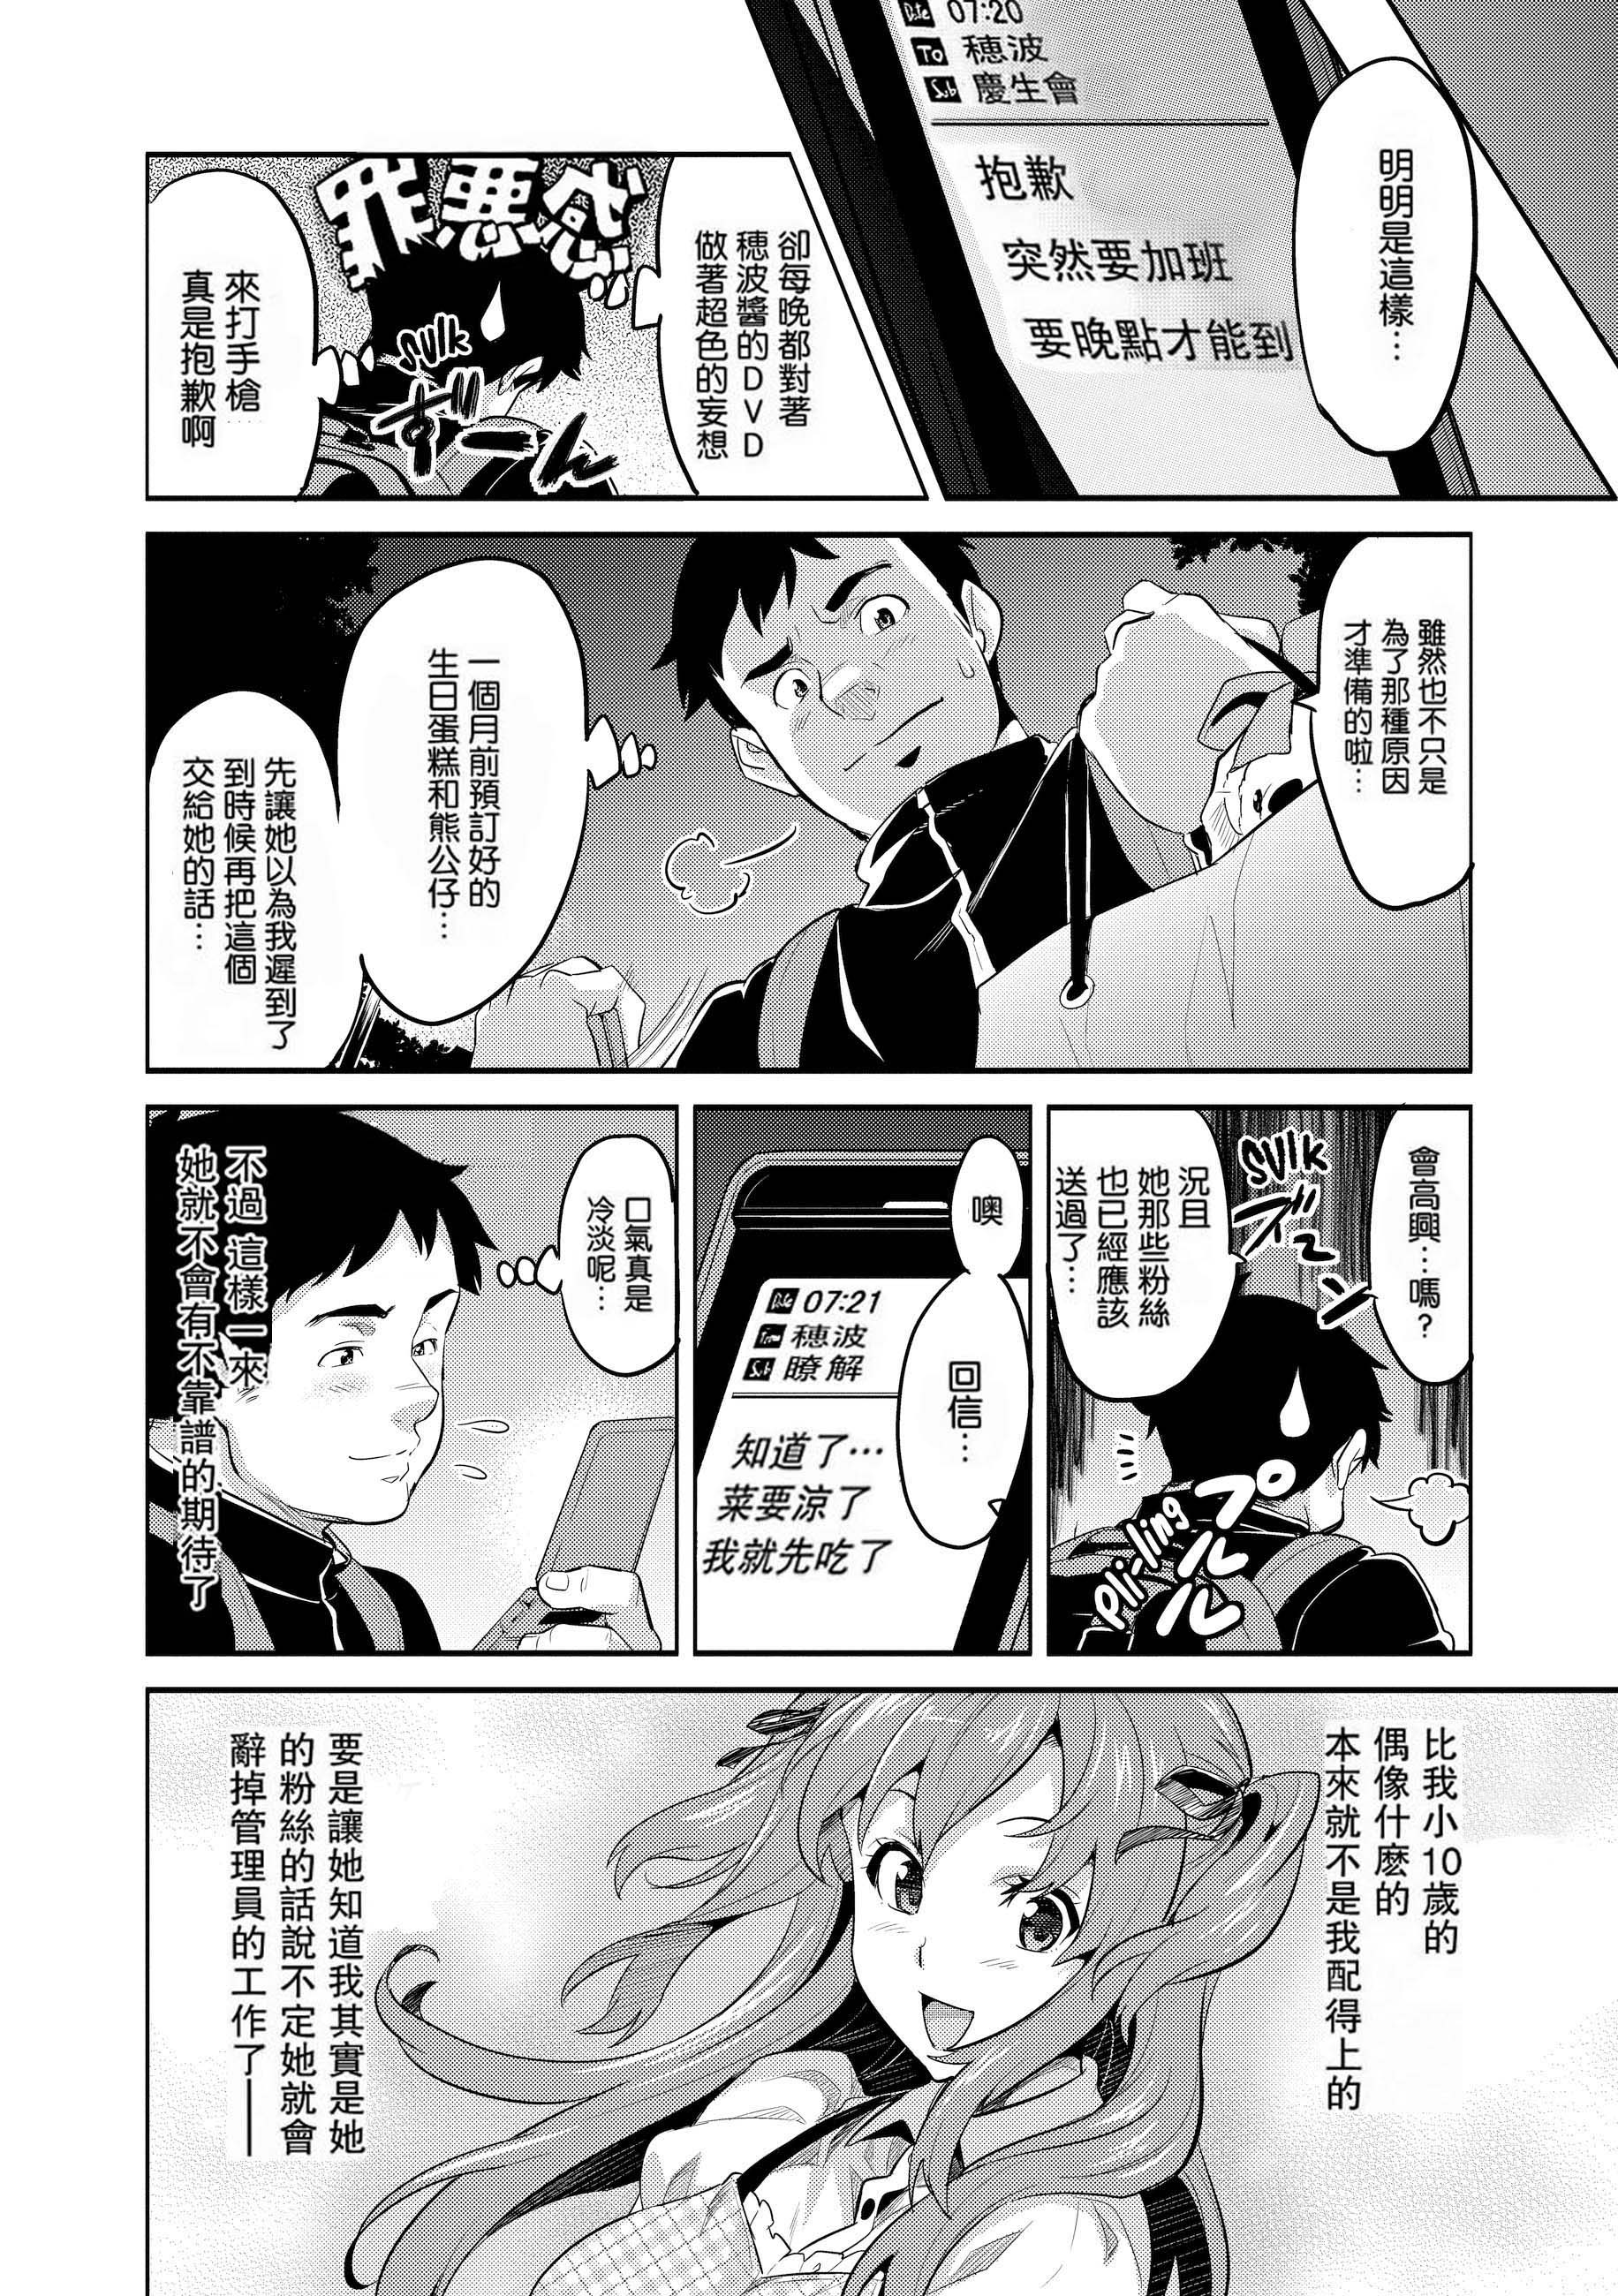 Date 07:20
To 穗波
Sub 慶生會
抱歉
突然要加班
要晚點才能到
明明是這樣…
卻每晚都對著
穗波醬的DVD
做著超色的妄想
罪悪感
SVIK
ずーん
來打手槍
真是抱歉啊
雖然也不只是
為了那種原因
才準備的啦…
一個月前預訂好的
生日蛋糕和熊公仔…
先讓她以為我遲到了
到時候再把這個
交給她的話…
會高興…嗎？
SVIK
ズーン
況且
她那些粉絲
也已經應該
送過了…
プルルルル
Pli-ling
噢
回信…
Date 07:21
From 穗波
Sub 瞭解
知道了…
菜要涼了
我就先吃了
口氣真是
冷淡呢…
不過這樣一來
她就不會有不靠譜的期待了
比我小10歲的
偶像什麼的
本來就不是我配得上的
要是讓她知道我其實是她
的粉絲的話說不定她就會
辭掉管理員的工作了——